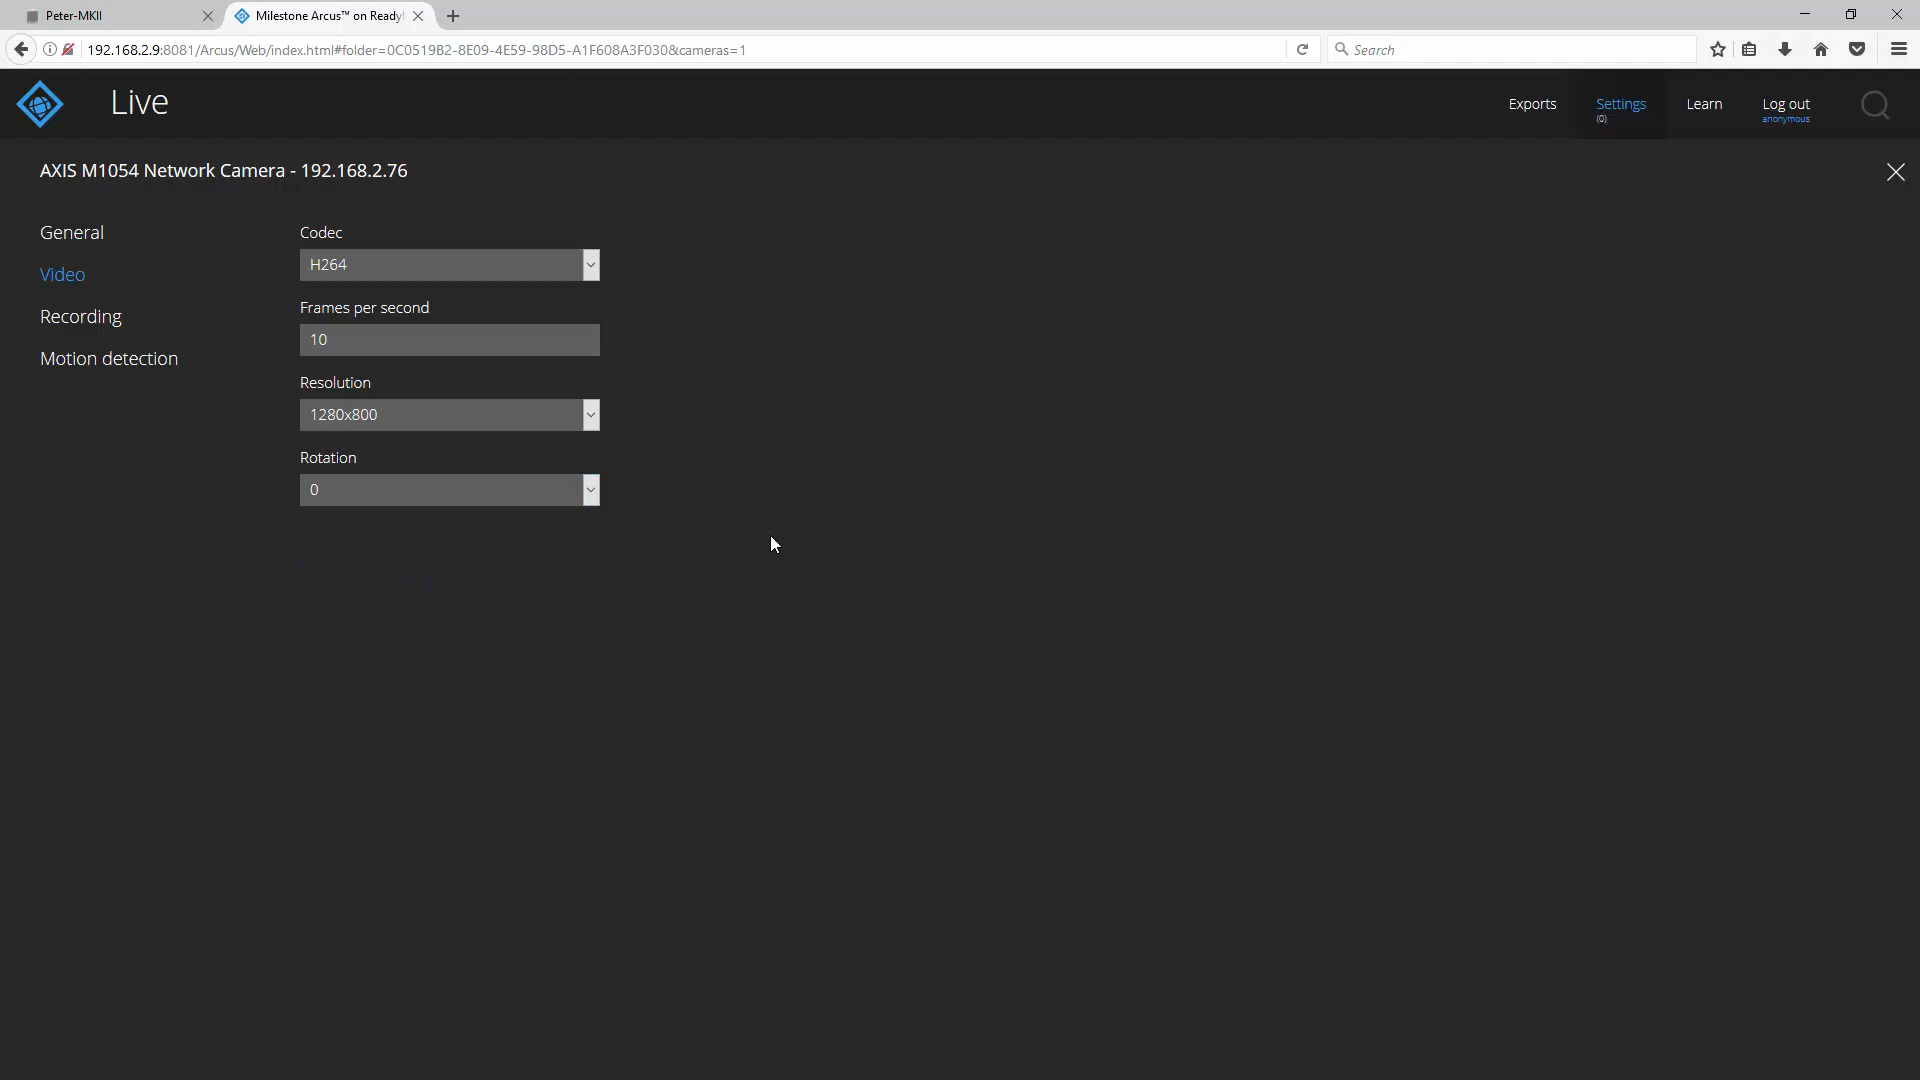 Peter-MKII
Milestone Arcus™ on Ready
192.168.2.9:8081/Arcus/Web/index.html#folder=0C0519B2-8E09-4E59-98D5-A1F608A3F030&cameras=1
Search
Live
Exports
Settings
(0)
Learn
Log out
anonymous
AXIS M1054 Network Camera - 192.168.2.76
General
Video
Recording
Motion detection
Codec
H264
Frames per second
10
Resolution
1280x800
Rotation
0